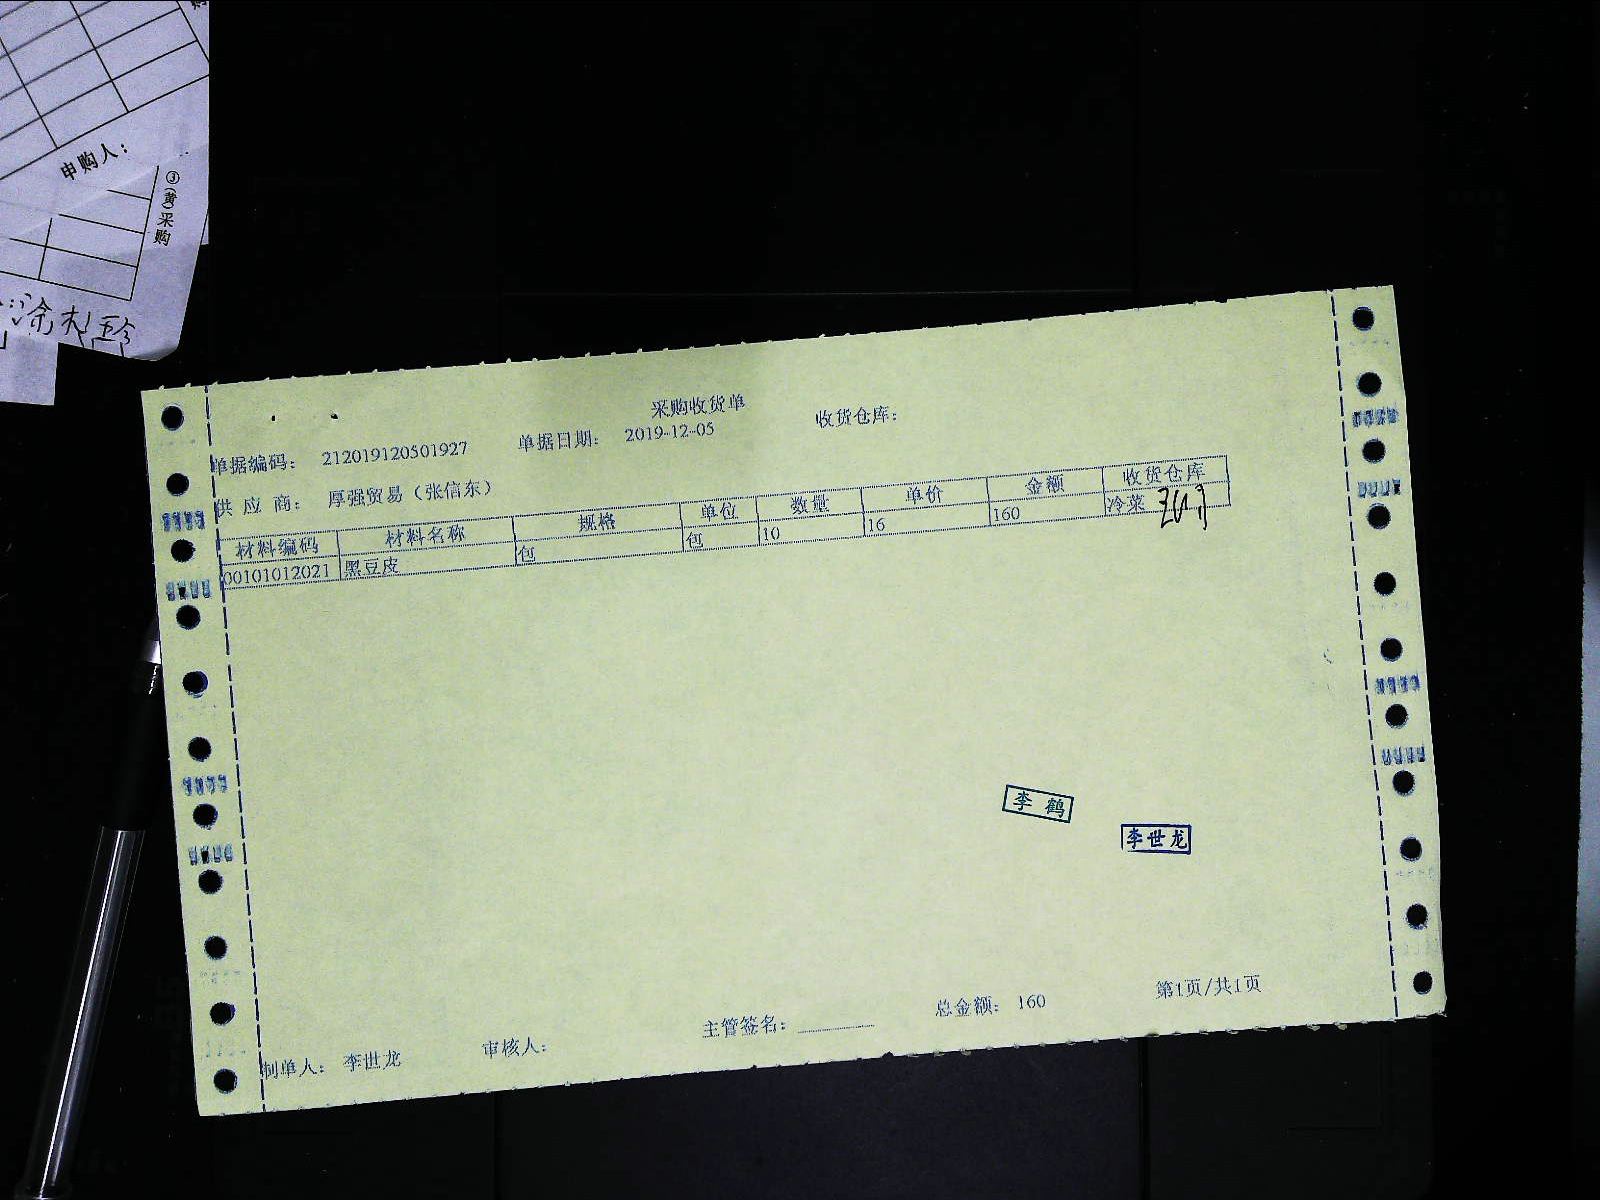 购
申购人：
③(黄)采购
采购收货单
单据编码： 212019120501927 单据日期： 2019-12-05 收货仓库：
供应商： 厚强贸易（张信东）
材料编码 材料名称 规格 单位 数量 单价 金额 收货仓库
00101012021 黑豆皮 包 包 10 16 160 冷菜
李鹤
李世龙
制单人： 李世龙 审核人： 主管签名： 总金额： 160 第1页/共1页